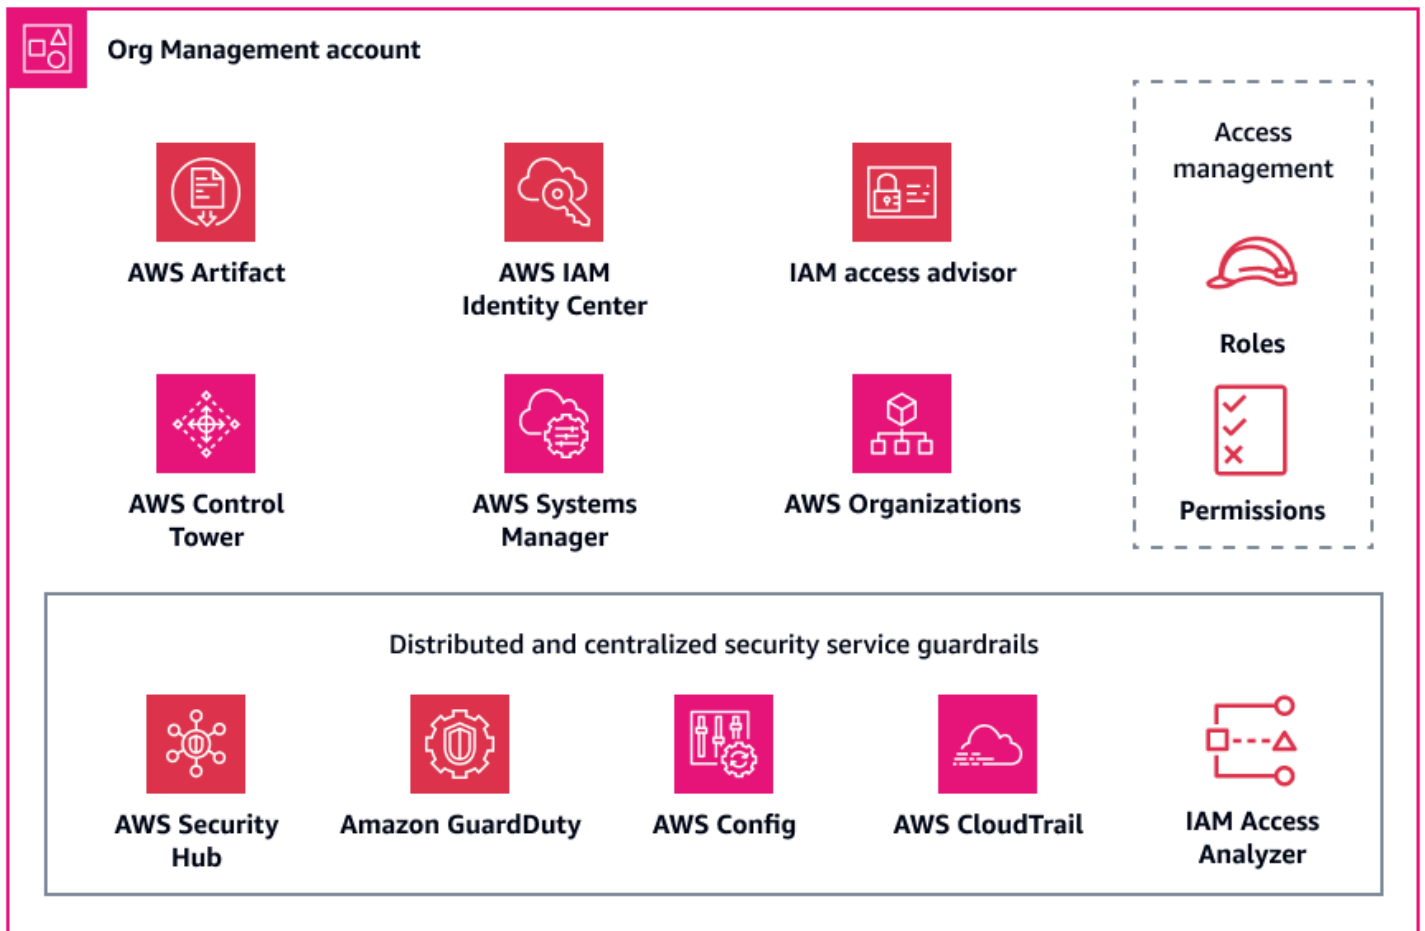 Org Management account
Access
management
AWS Artifact
AWS IAM
Identity Center
IAM access advisor
Roles
AWS Control
Tower
AWS Systems
Manager
AWS Organizations
Permissions
Distributed and centralized security service guardrails
AWS Security
Hub
Amazon GuardDuty
AWS Config
AWS CloudTrail
IAM Access
Analyzer